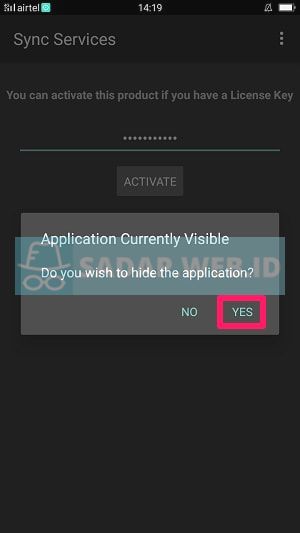 airtel 14:19
Sync Services
You can activate this product if you have a License Key
•••••••••••
ACTIVATE
Application Currently Visible
SADAR WEB.ID
Do you wish to hide the application?
NO YES